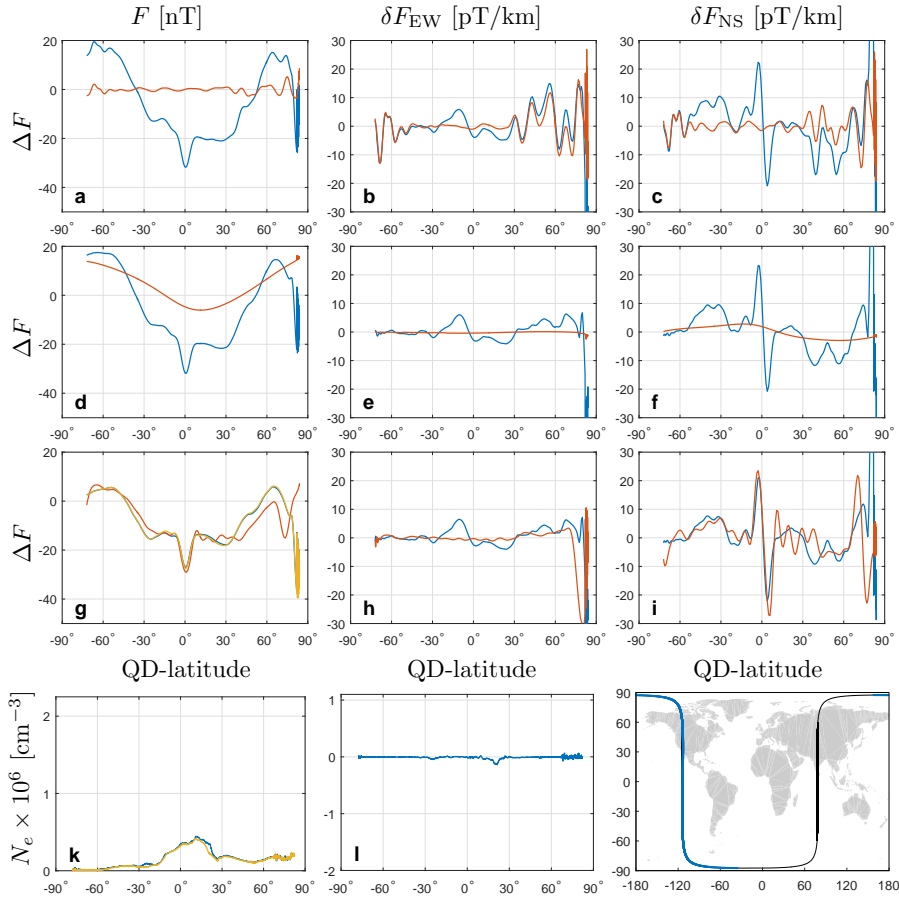 F [nT] δF_EW [pT/km] δF_NS [pT/km]
20 0 -20 -40 ΔF a
-90° -60° -30° 0° 30° 60° 90°
30 20 10 0 -10 -20 -30 b
-90° -60° -30° 0° 30° 60° 90°
30 20 10 0 -10 -20 -30 c
-90° -60° -30° 0° 30° 60° 90°
20 0 -20 -40 ΔF d
-90° -60° -30° 0° 30° 60° 90°
30 20 10 0 -10 -20 -30 e
-90° -60° -30° 0° 30° 60° 90°
30 20 10 0 -10 -20 -30 f
-90° -60° -30° 0° 30° 60° 90°
0 -20 -40 ΔF g
-90° -60° -30° 0° 30° 60° 90°
30 20 10 0 -10 -20 -30 h
-90° -60° -30° 0° 30° 60° 90°
30 20 10 0 -10 -20 -30 i
-90° -60° -30° 0° 30° 60° 90°
QD-latitude QD-latitude QD-latitude
2 1 0 N_e × 10^6 [cm^-3] k
-90° -60° -30° 0° 30° 60° 90°
1 0 -1 -2 l
-90° -60° -30° 0° 30° 60° 90°
90 60 30 0 -30 -60 -90
-180 -120 -60 0 60 120 180